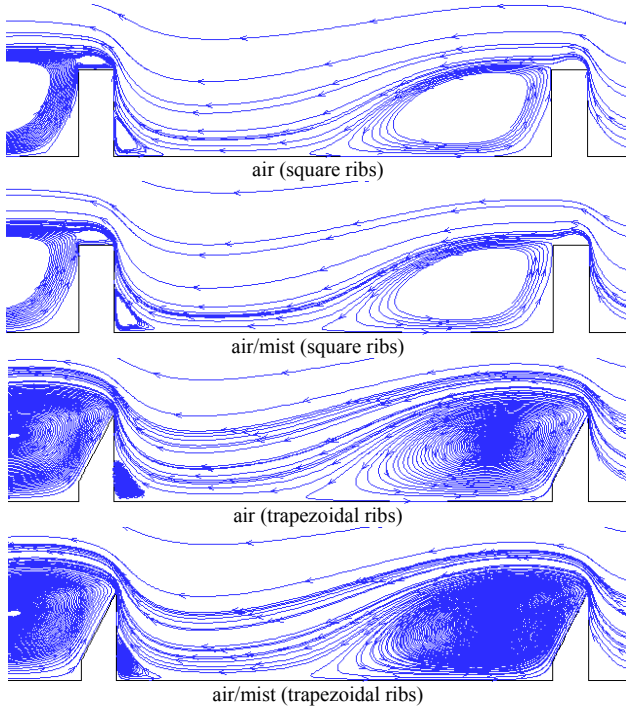 air (square ribs)
air/mist (square ribs)
air (trapezoidal ribs)
air/mist (trapezoidal ribs)